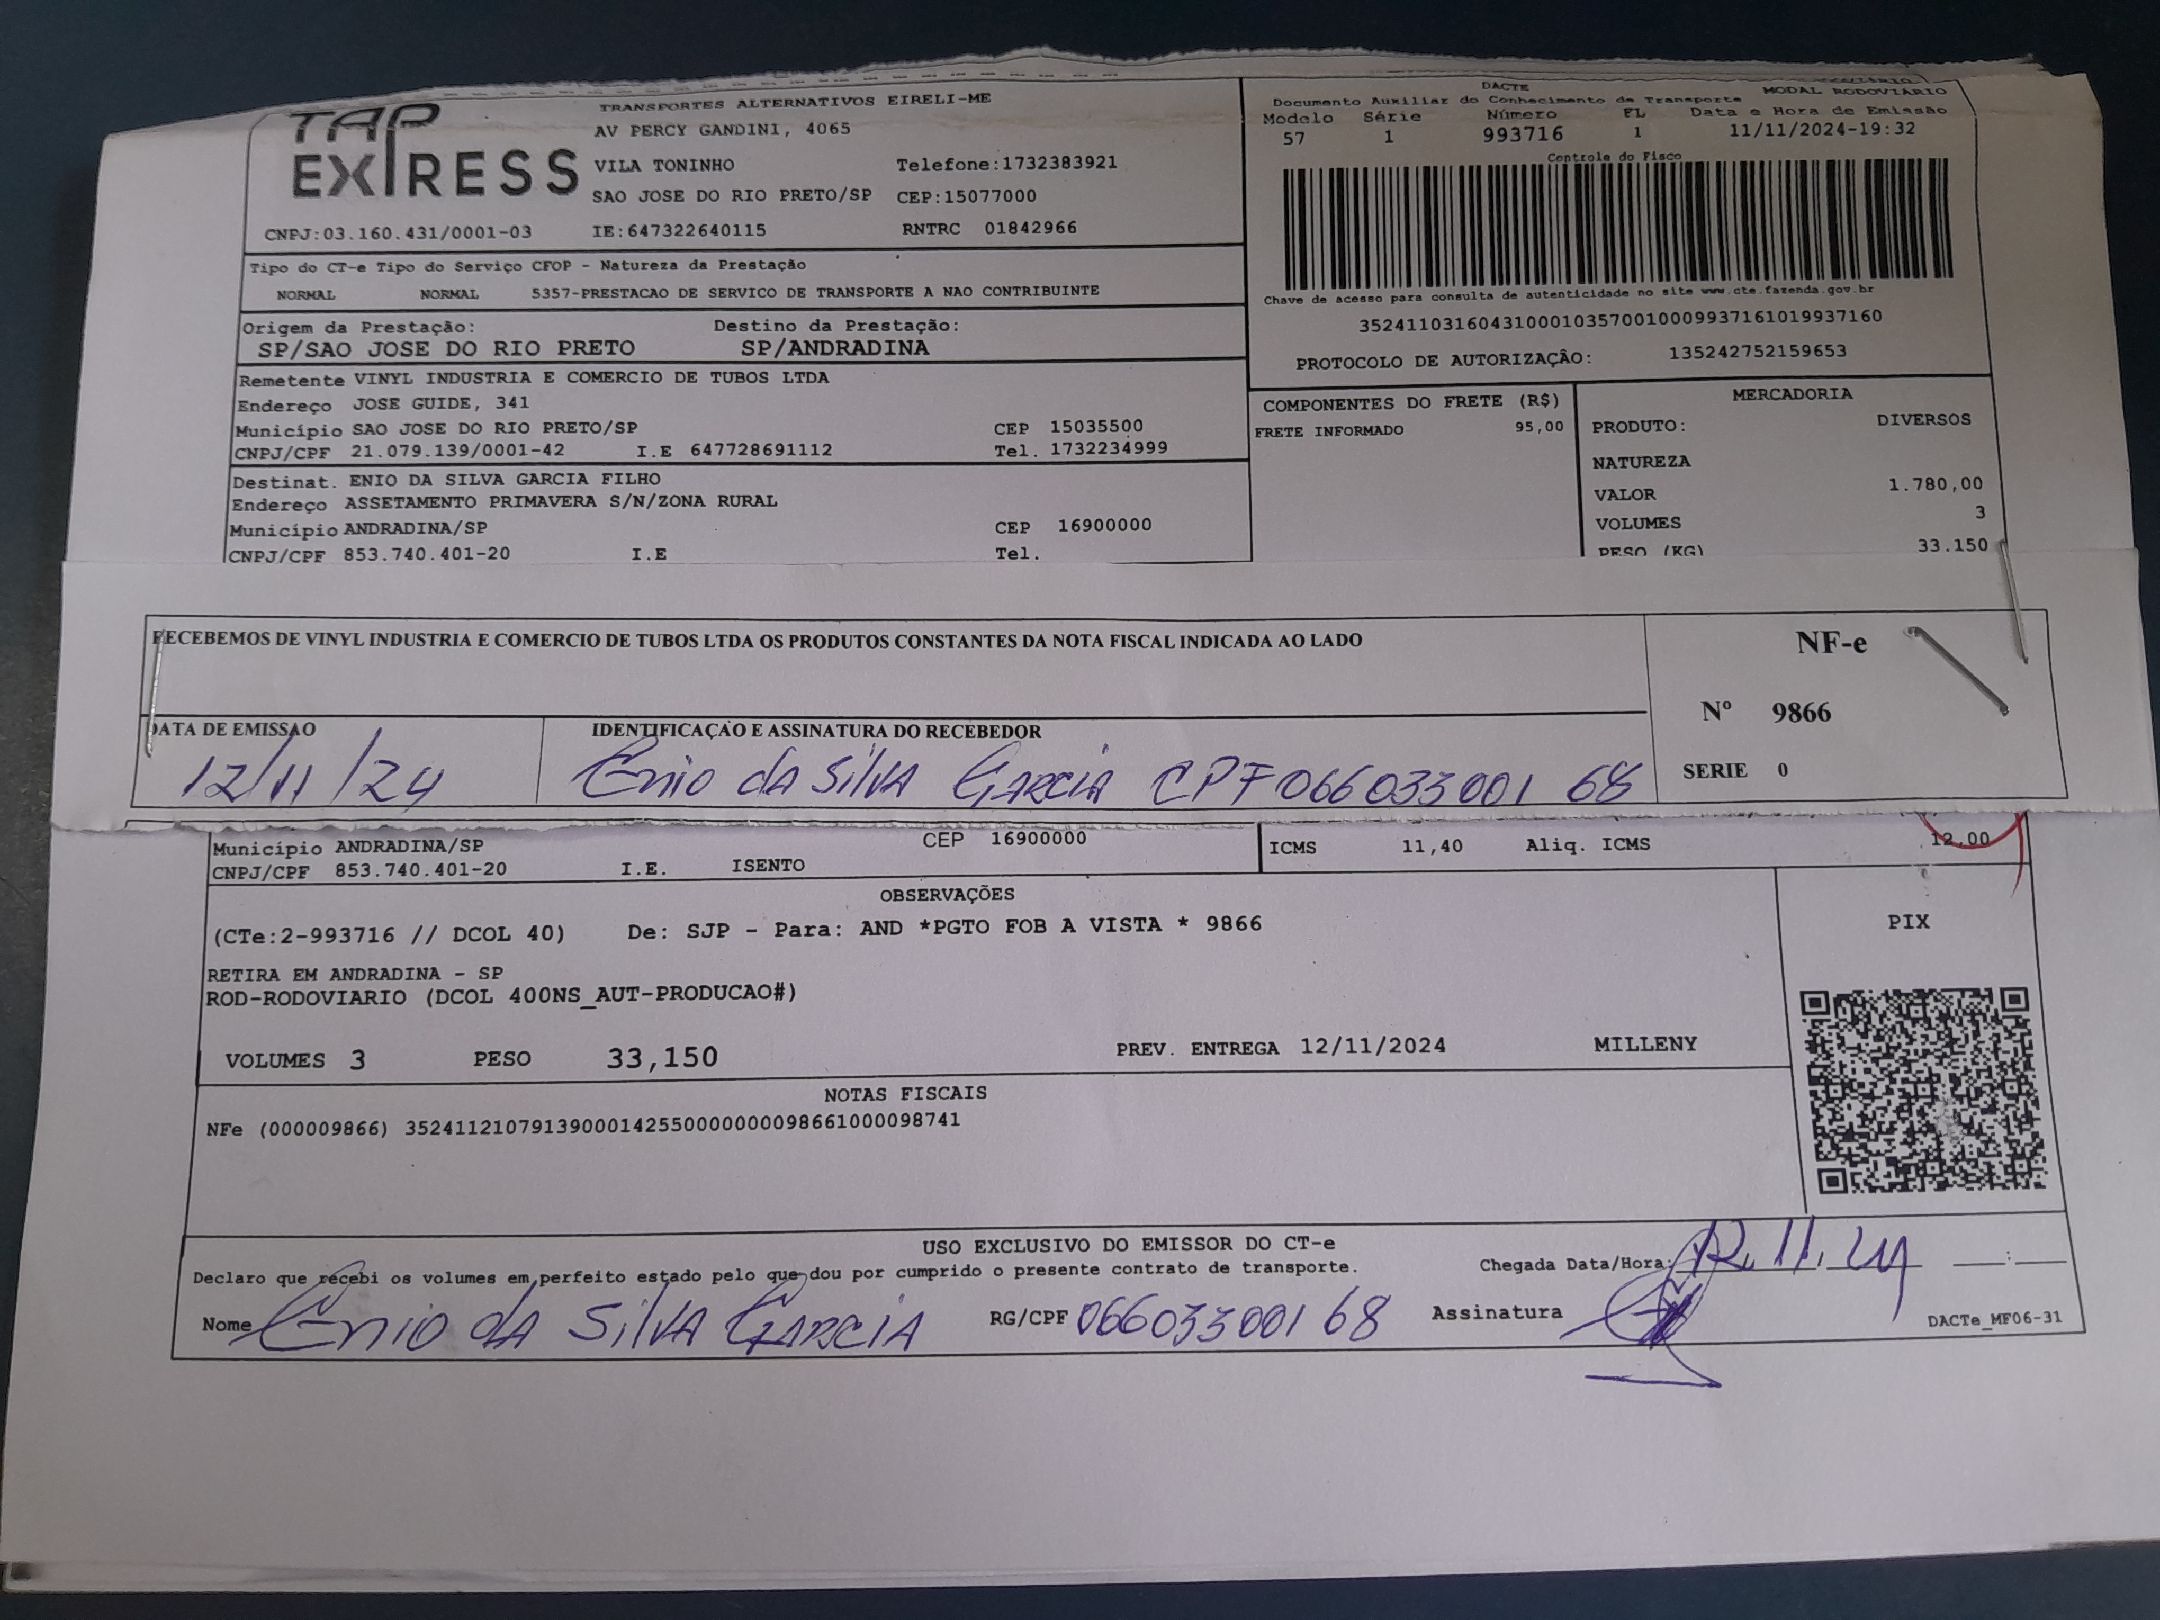 TAP EXPRESS
TRANSPORTES ALTERNATIVOS EIRELI-ME
AV PERCY GANDINI, 4065
VILA TONINHO Telefone:1732383921
SAO JOSE DO RIO PRETO/SP CEP:15077000
CNPJ:03.160.431/0001-03 IE:647322640115 RNTRC 01842966
DACTE MODAL RODOVIÁRIO
Documento Auxiliar do Conhecimento de Transporte
Modelo Série Número FL Data e Hora de Emissão
57 1 993716 1 11/11/2024-19:32
Controle do Fisco
Chave de acesso para consulta de autenticidade no site www.cte.fazenda.gov.br
35241103160431000103570010009937161019937160
PROTOCOLO DE AUTORIZAÇÃO: 135242752159653
Tipo do CT-e Tipo do Serviço CFOP - Natureza da Prestação
NORMAL NORMAL 5357-PRESTACAO DE SERVICO DE TRANSPORTE A NAO CONTRIBUINTE
Origem da Prestação: Destino da Prestação:
SP/SAO JOSE DO RIO PRETO SP/ANDRADINA
Remetente VINYL INDUSTRIA E COMERCIO DE TUBOS LTDA
Endereço JOSE GUIDE, 341
Município SAO JOSE DO RIO PRETO/SP CEP 15035500
CNPJ/CPF 21.079.139/0001-42 I.E 647728691112 Tel. 1732234999
Destinat. ENIO DA SILVA GARCIA FILHO
Endereço ASSETAMENTO PRIMAVERA S/N/ZONA RURAL
Município ANDRADINA/SP CEP 16900000
CNPJ/CPF 853.740.401-20 I.E Tel.
COMPONENTES DO FRETE (R$)
FRETE INFORMADO 95,00
MERCADORIA
PRODUTO: DIVERSOS
NATUREZA
VALOR 1.780,00
VOLUMES 3
PESO (KG) 33.150
RECEBEMOS DE VINYL INDUSTRIA E COMERCIO DE TUBOS LTDA OS PRODUTOS CONSTANTES DA NOTA FISCAL INDICADA AO LADO
NF-e
Nº 9866
SERIE 0
DATA DE EMISSAO IDENTIFICAÇÃO E ASSINATURA DO RECEBEDOR
12/11/24 Enio da Silva Garcia CPF 066033001 68
Município ANDRADINA/SP CEP 16900000
CNPJ/CPF 853.740.401-20 I.E. ISENTO
ICMS 11,40 Aliq. ICMS 12,00
OBSERVAÇÕES
(CTe:2-993716 // DCOL 40) De: SJP - Para: AND *PGTO FOB A VISTA * 9866
RETIRA EM ANDRADINA - SP
ROD-RODOVIARIO (DCOL 400NS_AUT-PRODUCAO#)
VOLUMES 3 PESO 33,150 PREV. ENTREGA 12/11/2024 MILLENY
PIX
NOTAS FISCAIS
NFe (000009866) 35241121079139000142550000000098661000098741
USO EXCLUSIVO DO EMISSOR DO CT-e
Declaro que recebi os volumes em perfeito estado pelo que dou por cumprido o presente contrato de transporte.
Chegada Data/Hora: 12.11.24 :
Nome Enio da Silva Garcia RG/CPF 066033001 68 Assinatura
DACTe_MF06-31